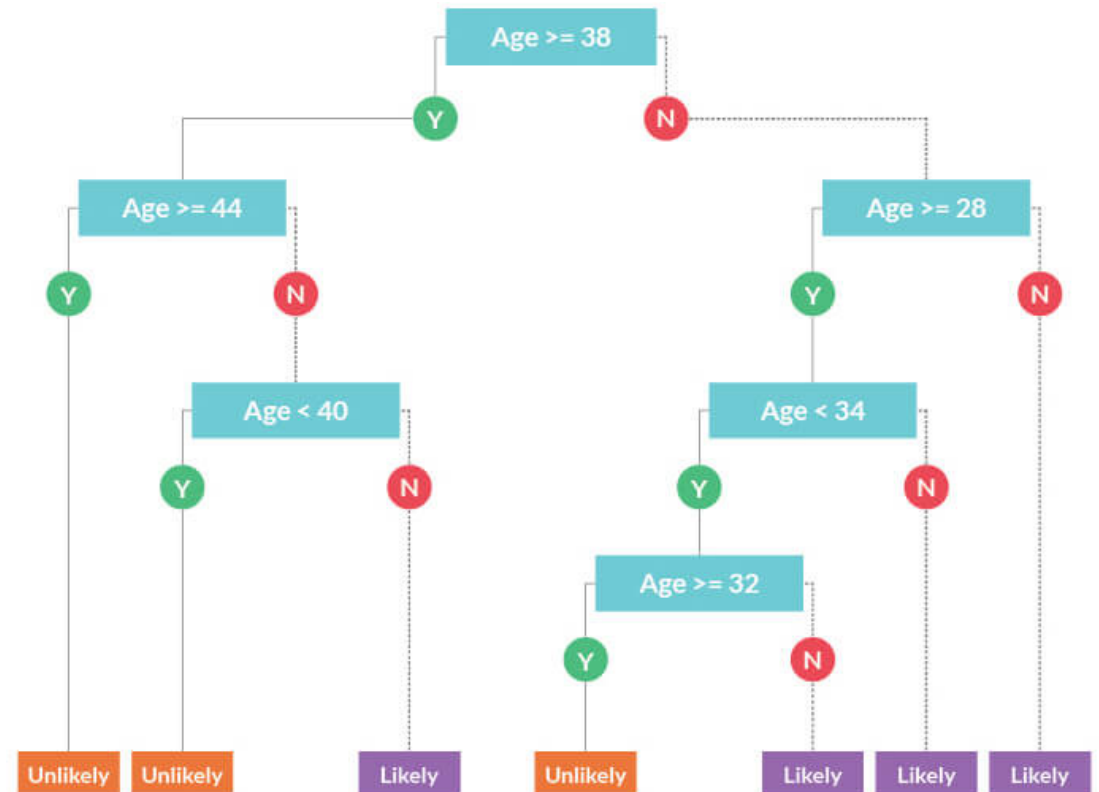 Age >= 38
Y
N
Age >= 44
Age >= 28
Y
N
Y
N
Age < 40
Age < 34
Y
N
Y
N
Age >= 32
Y
N
Unlikely
Unlikely
Likely
Unlikely
Likely
Likely
Likely